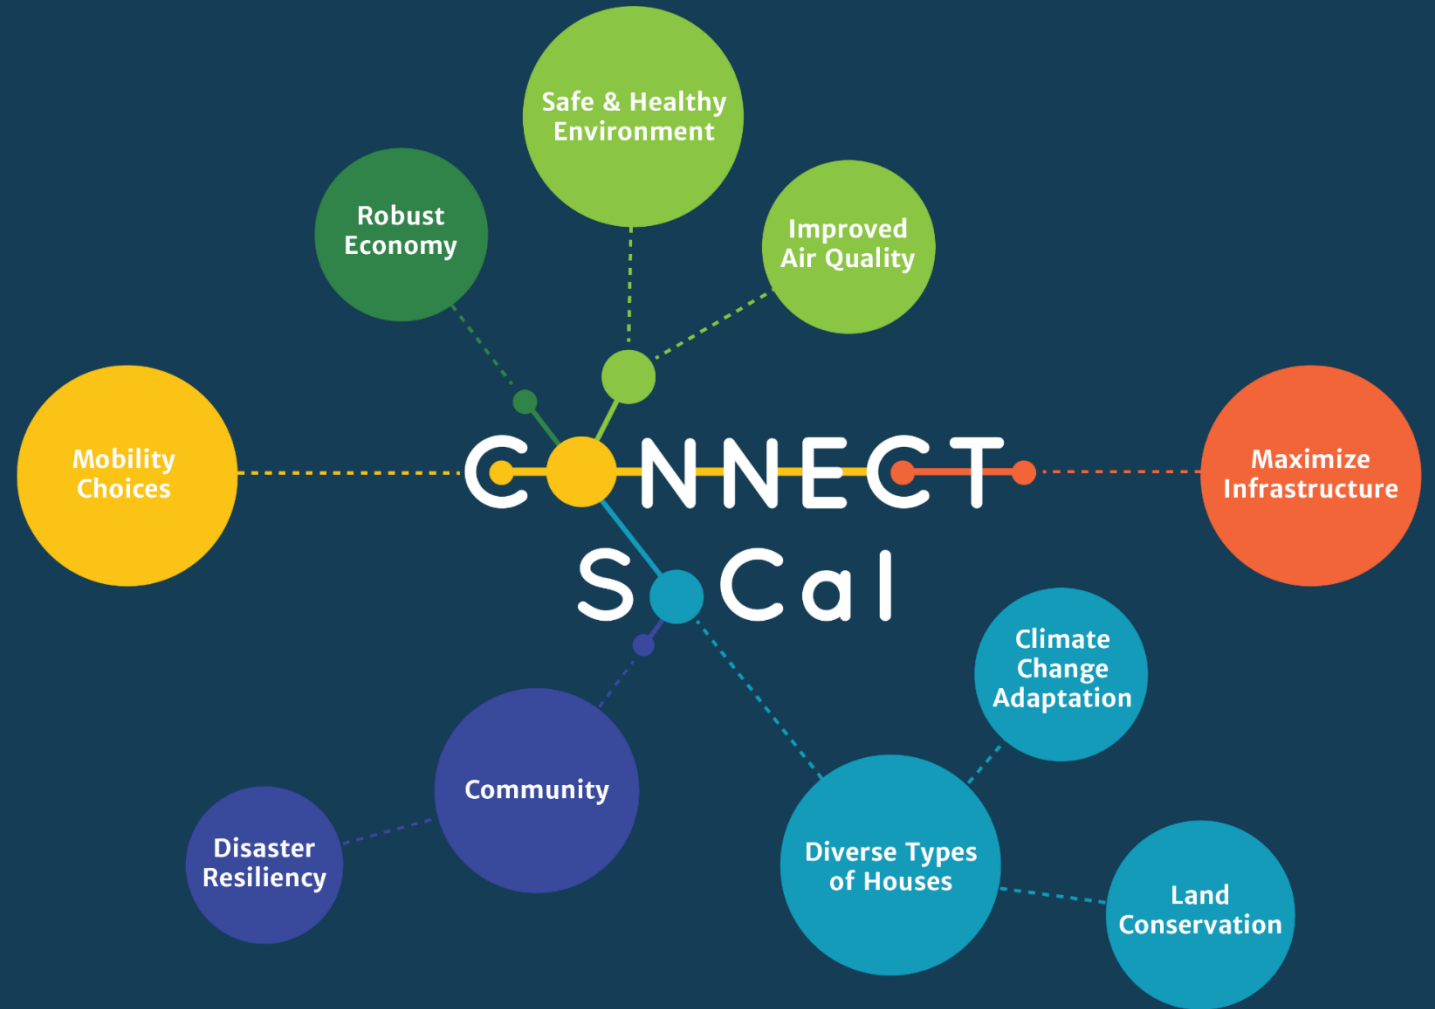 Safe & Healthy
Environment
Robust
Economy
Improved
Air Quality
Mobility
Choices
CONNECT
SoCal
Maximize
Infrastructure
Climate
Change
Adaptation
Community
Disaster
Resiliency
Diverse Types
of Houses
Land
Conservation